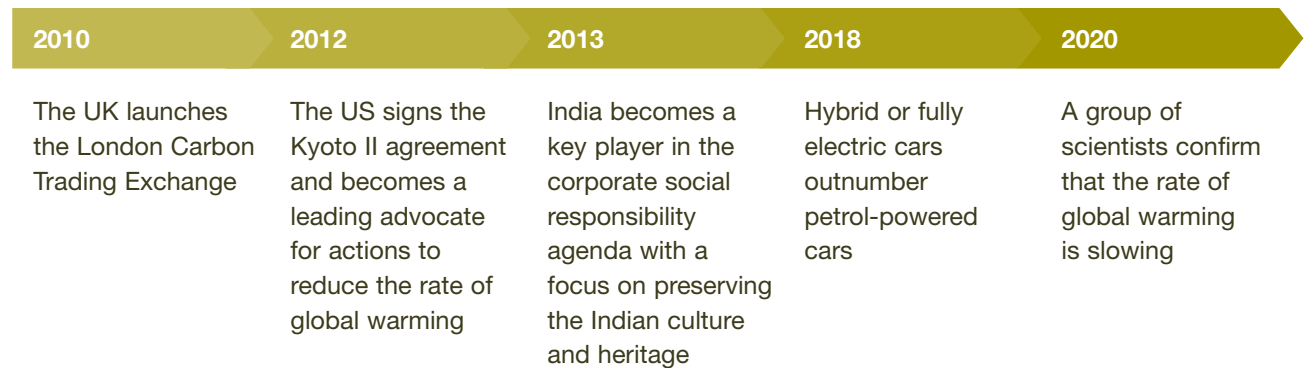 2010
The UK launches
the London Carbon
Trading Exchange
2012
The US signs the
Kyoto II agreement
and becomes a
leading advocate
for actions to
reduce the rate of
global warming
2013
India becomes a
key player in the
corporate social
responsibility
agenda with a
focus on preserving
the Indian culture
and heritage
2018
Hybrid or fully
electric cars
outnumber
petrol-powered
cars
2020
A group of
scientists confirm
that the rate of
global warming
is slowing